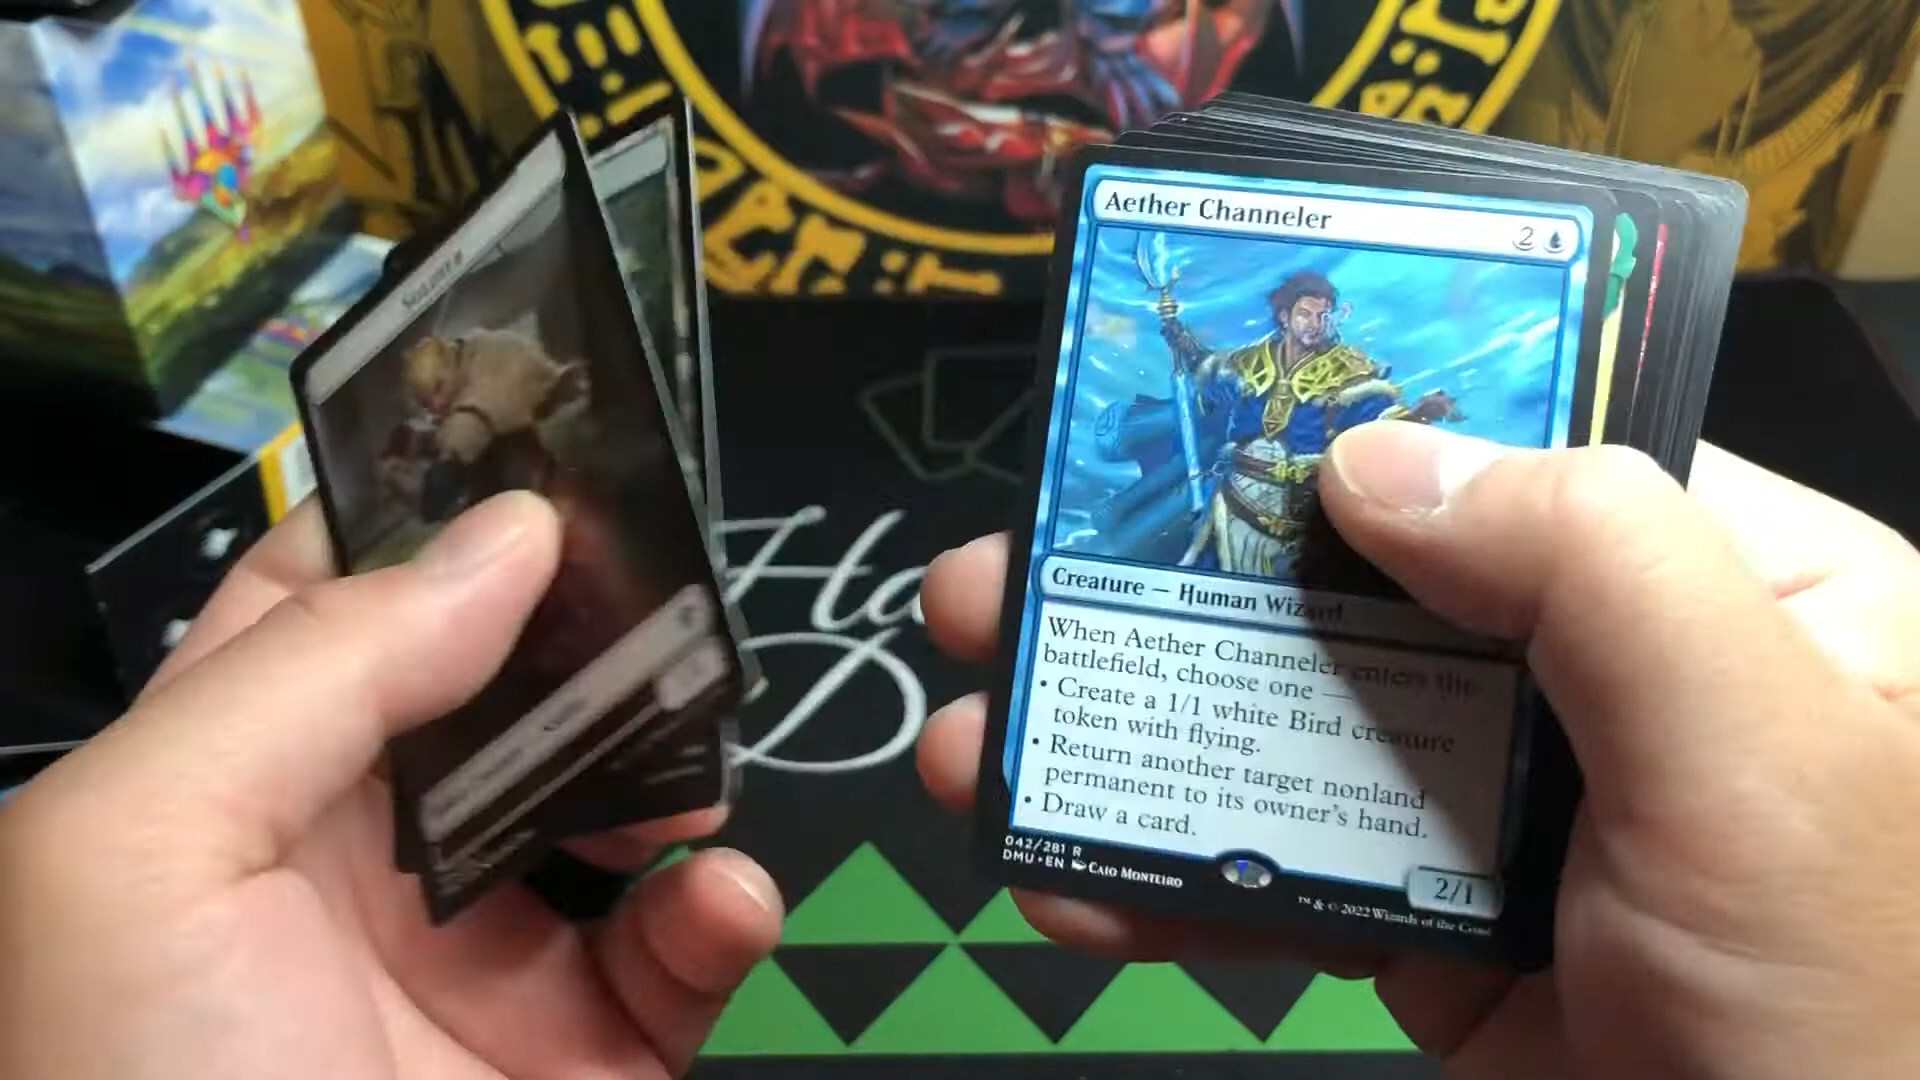 Aether Channeler
2
Creature — Human Wizard
When Aether Channeler enters the
battlefield, choose one —
• Create a 1/1 white Bird creature
token with flying.
• Return another target nonland
permanent to its owner's hand.
• Draw a card.
042/281 R
DMU • EN Caio Monteiro
2/1
™ & © 2022 Wizards of the Coast
Ha
D